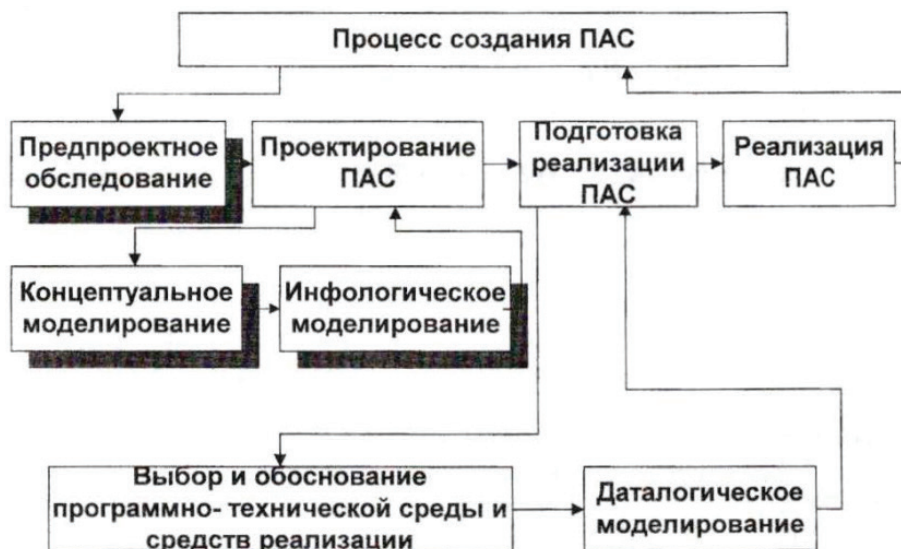 Процесс создания ПАС
Предпроектное
обследование
Проектирование
ПАС
Подготовка
реализации
ПАС
Реализация
ПАС
Концептуальное
моделирование
Инфологическое
моделирование
Выбор и обоснование
программно- технической среды и
средств реализации
Даталогическое
моделирование